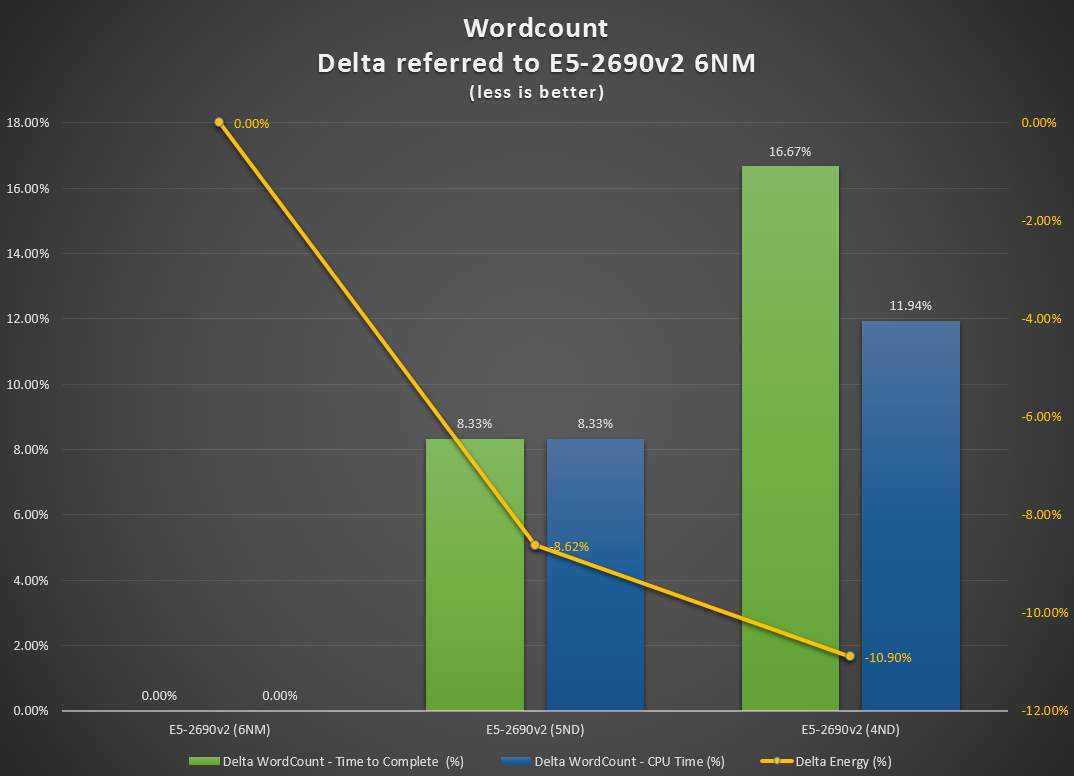 Wordcount
Delta referred to E5-2690v2 6NM
(less is better)
18.00%
16.00%
14.00%
12.00%
10.00%
8.00%
6.00%
4.00%
2.00%
0.00%
0.00%
-2.00%
-4.00%
-6.00%
-8.00%
-10.00%
-12.00%
0.00%
0.00%
0.00%
8.33%
8.33%
-8.62%
16.67%
11.94%
-10.90%
E5-2690v2 (6NM)
E5-2690v2 (5ND)
E5-2690v2 (4ND)
Delta WordCount - Time to Complete (%)
Delta WordCount - CPU Time (%)
Delta Energy (%)